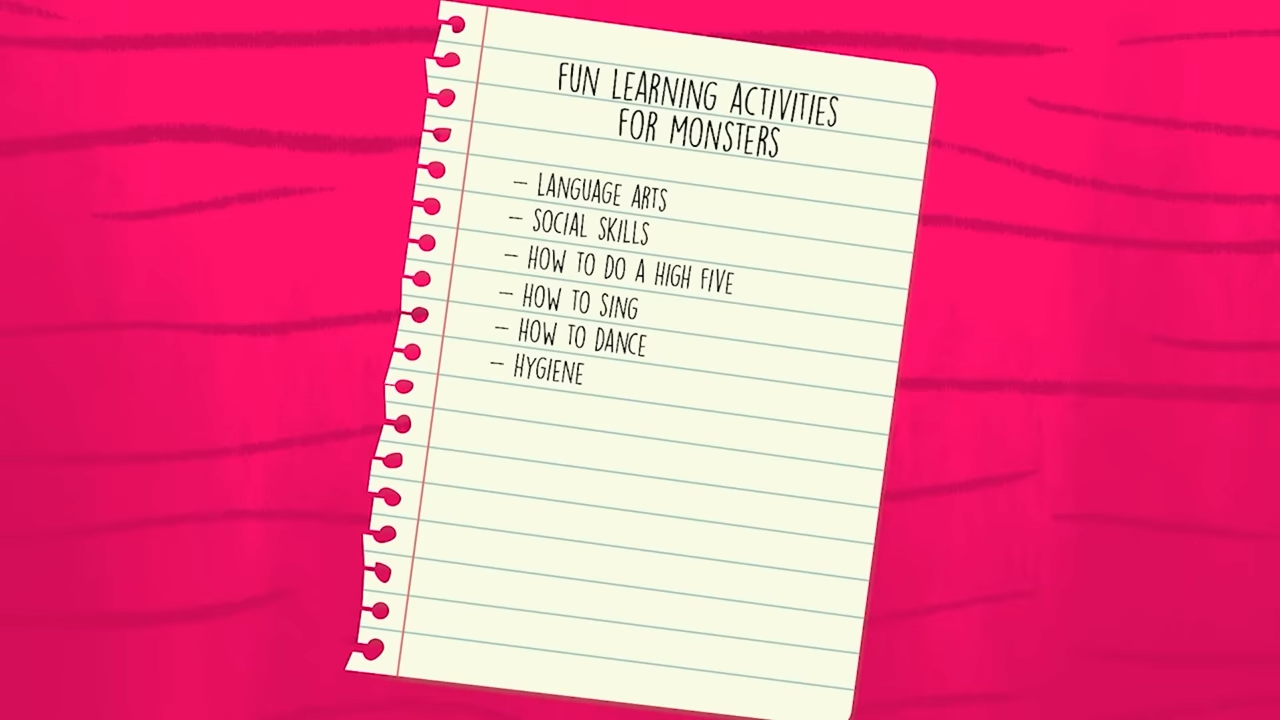 FUN LEARNING ACTIVITIES
FOR MONSTERS
– LANGUAGE ARTS
– SOCIAL SKILLS
– HOW TO DO A HIGH FIVE
– HOW TO SING
– HOW TO DANCE
– HYGIENE